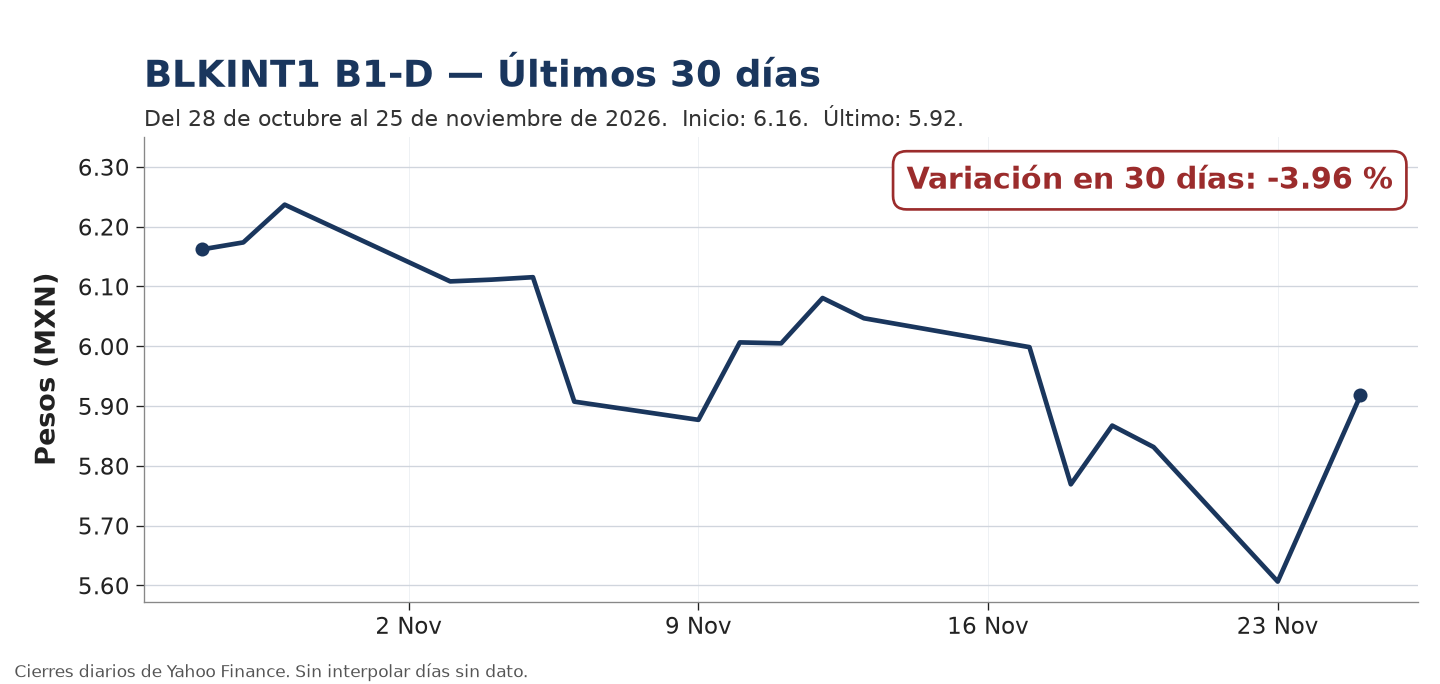 BLKINT1 B1-D — Últimos 30 días
Del 28 de octubre al 25 de noviembre de 2026.  Inicio: 6.16.  Último: 5.92.
Variación en 30 días: -3.96 %
Pesos (MXN)
6.30
6.20
6.10
6.00
5.90
5.80
5.70
5.60
2 Nov
9 Nov
16 Nov
23 Nov
Cierres diarios de Yahoo Finance. Sin interpolar días sin dato.